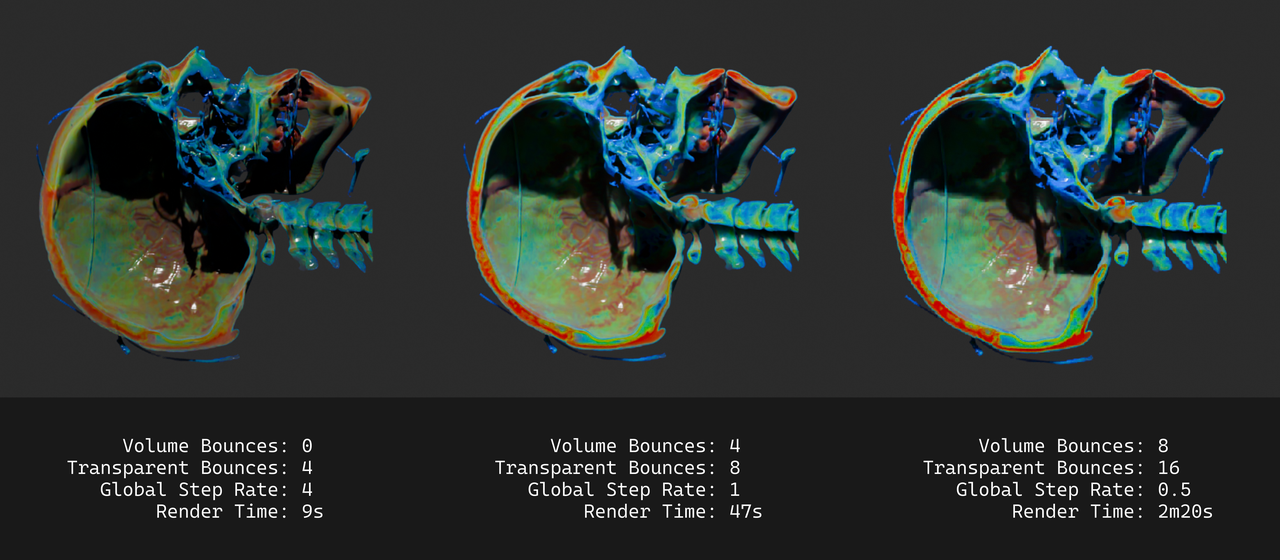 Volume Bounces: 0
Transparent Bounces: 4
Global Step Rate: 4
Render Time: 9s
Volume Bounces: 4
Transparent Bounces: 8
Global Step Rate: 1
Render Time: 47s
Volume Bounces: 8
Transparent Bounces: 16
Global Step Rate: 0.5
Render Time: 2m20s